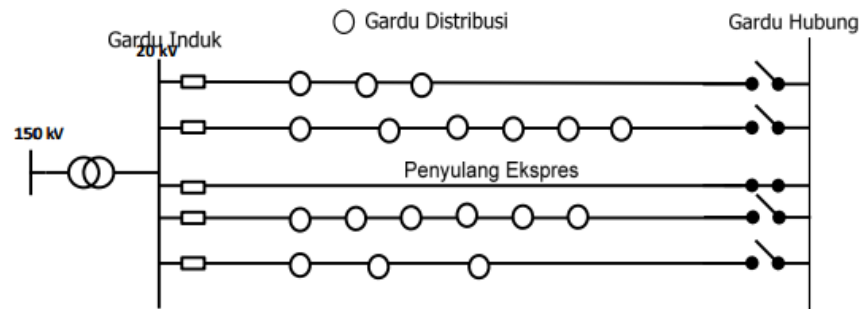 Gardu Distribusi
Gardu Hubung
Gardu Induk
20 kV
150 kV
Penyulang Ekspres